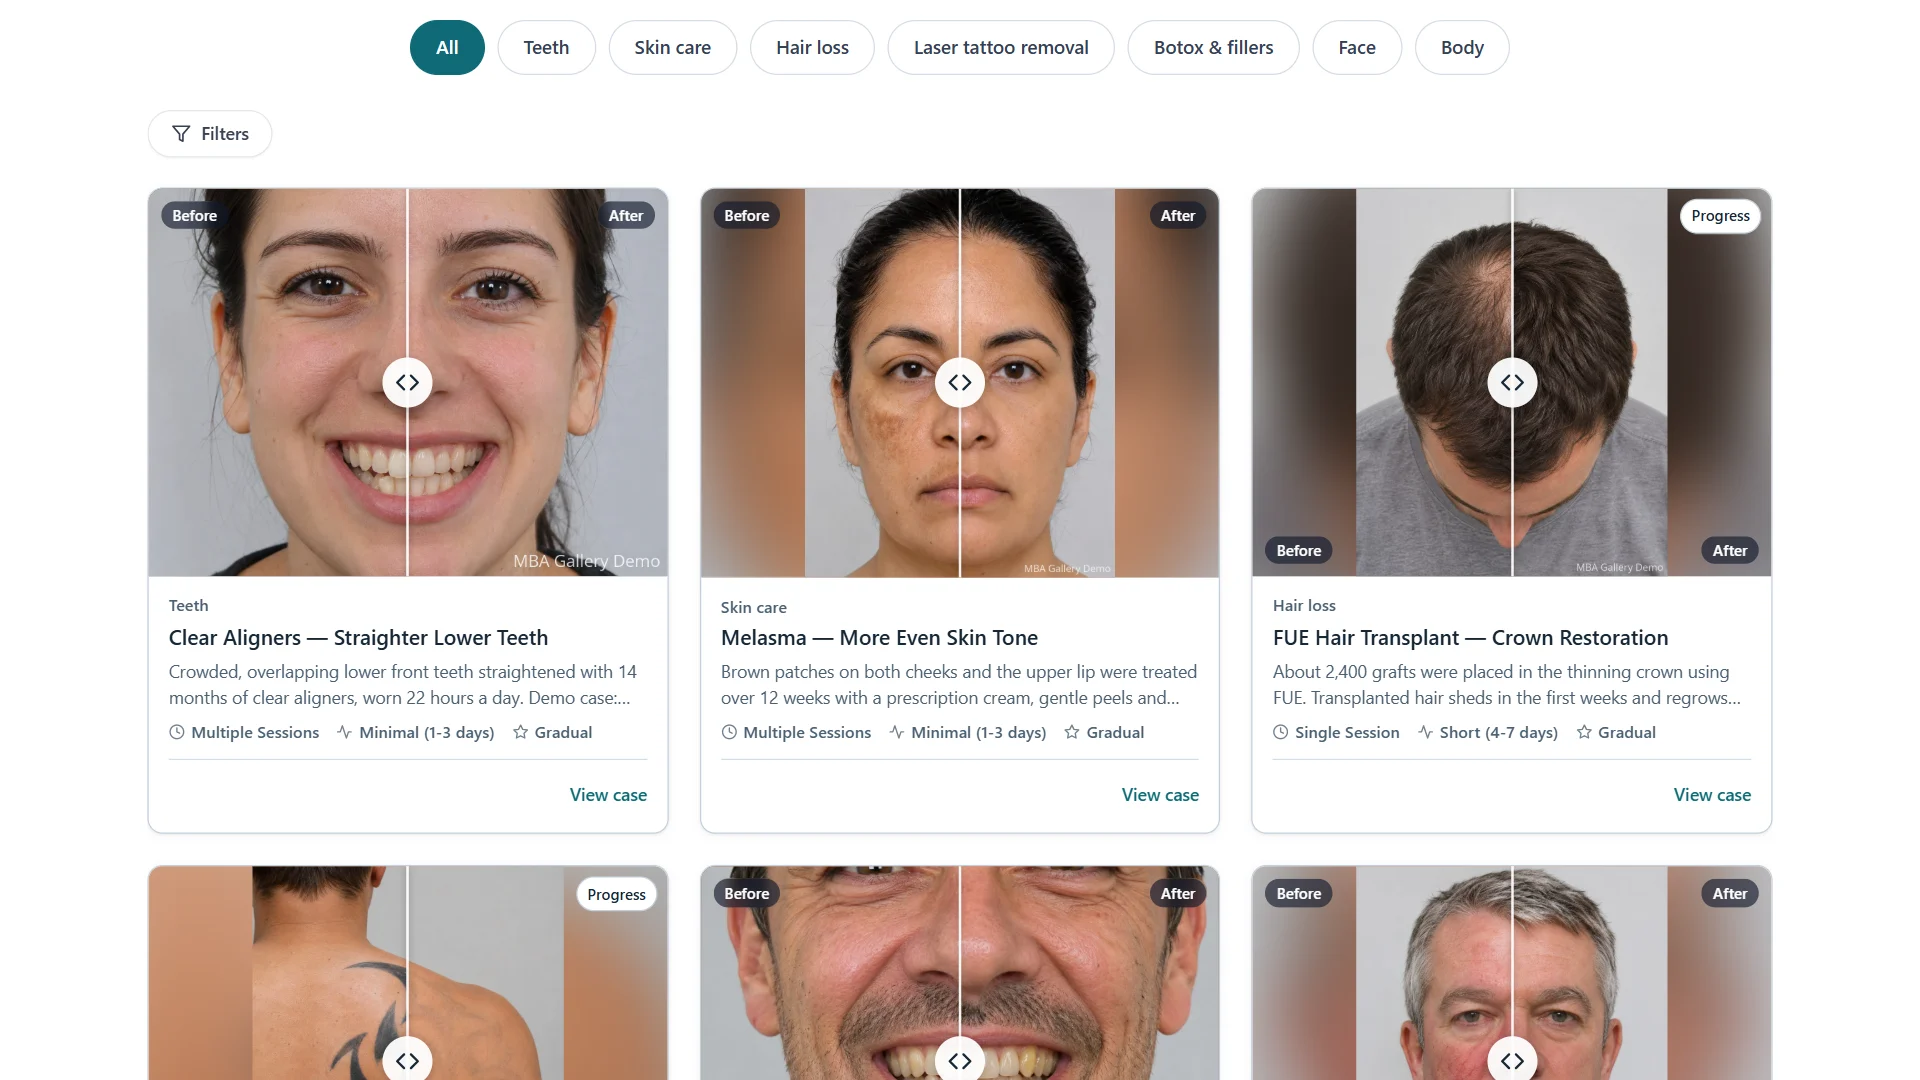 All
Teeth
Skin care
Hair loss
Laser tattoo removal
Botox & fillers
Face
Body
Filters
Before
After
MBA Gallery Demo
Teeth
Clear Aligners — Straighter Lower Teeth
Crowded, overlapping lower front teeth straightened with 14
months of clear aligners, worn 22 hours a day. Demo case:...
Multiple Sessions
Minimal (1-3 days)
Gradual
View case
Before
After
MBA Gallery Demo
Skin care
Melasma — More Even Skin Tone
Brown patches on both cheeks and the upper lip were treated
over 12 weeks with a prescription cream, gentle peels and...
Multiple Sessions
Minimal (1-3 days)
Gradual
View case
Progress
Before
After
MBA Gallery Demo
Hair loss
FUE Hair Transplant — Crown Restoration
About 2,400 grafts were placed in the thinning crown using
FUE. Transplanted hair sheds in the first weeks and regrows...
Single Session
Short (4-7 days)
Gradual
View case
Progress
Before
After
Before
After